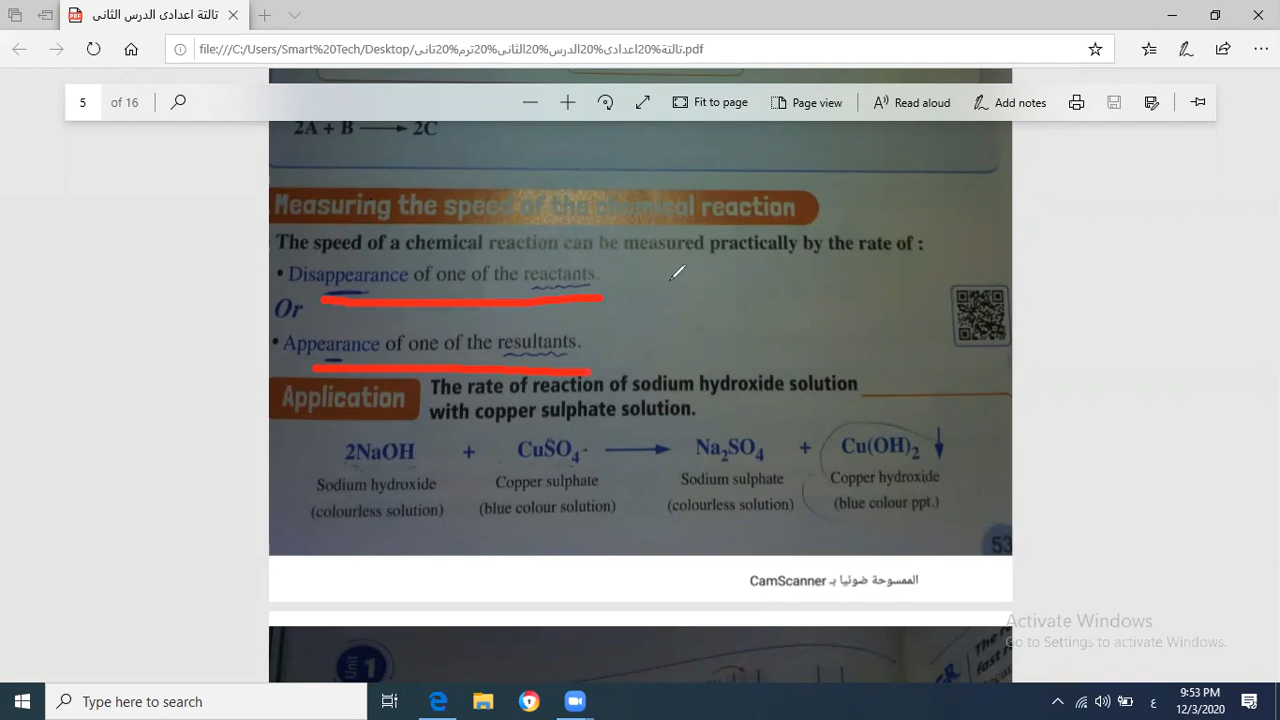 تالتة اعدادى الدرس الثانى
file:///C:/Users/Smart%20Tech/Desktop/تالتة%20اعدادى%20الدرس%20الثانى%20ترم%20تانى.pdf
5 of 16
Fit to page
Page view
Read aloud
Add notes
2A + B → 2C
Measuring the speed of the chemical reaction
The speed of a chemical reaction can be measured practically by the rate of :
• Disappearance of one of the reactants.
Or
• Appearance of one of the resultants.
Application
The rate of reaction of sodium hydroxide solution
with copper sulphate solution.
2NaOH + CuSO₄ → Na₂SO₄ + Cu(OH)₂ ↓
Sodium hydroxide Copper sulphate Sodium sulphate Copper hydroxide
(colourless solution) (blue colour solution) (colourless solution) (blue colour ppt.)
53
الممسوحة ضوئيا بـ CamScanner
Activate Windows
Go to Settings to activate Windows.
Unit
1
Type here to search
ع
9:53 PM
12/3/2020